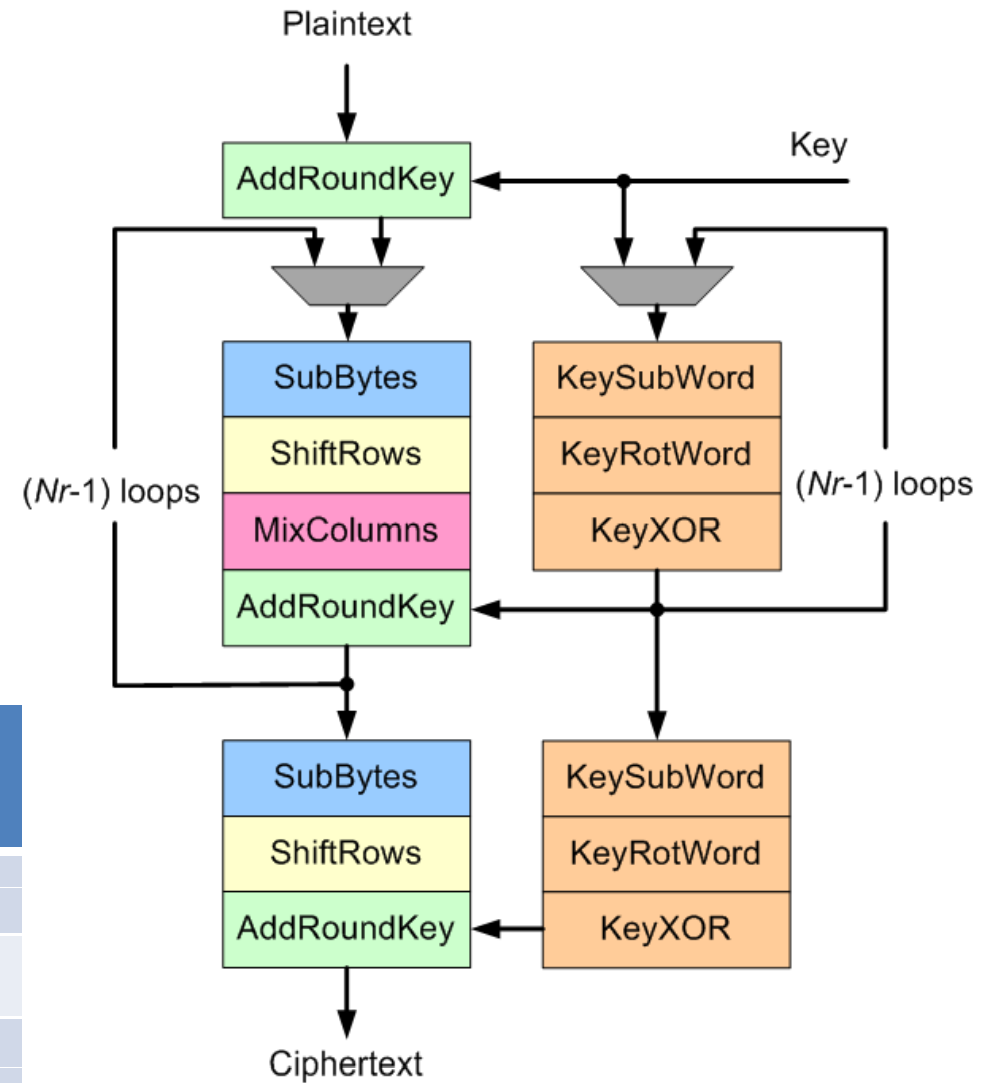 Plaintext
Key
AddRoundKey
SubBytes
ShiftRows
MixColumns
AddRoundKey
(Nr-1) loops
KeySubWord
KeyRotWord
KeyXOR
(Nr-1) loops
SubBytes
ShiftRows
AddRoundKey
KeySubWord
KeyRotWord
KeyXOR
Ciphertext